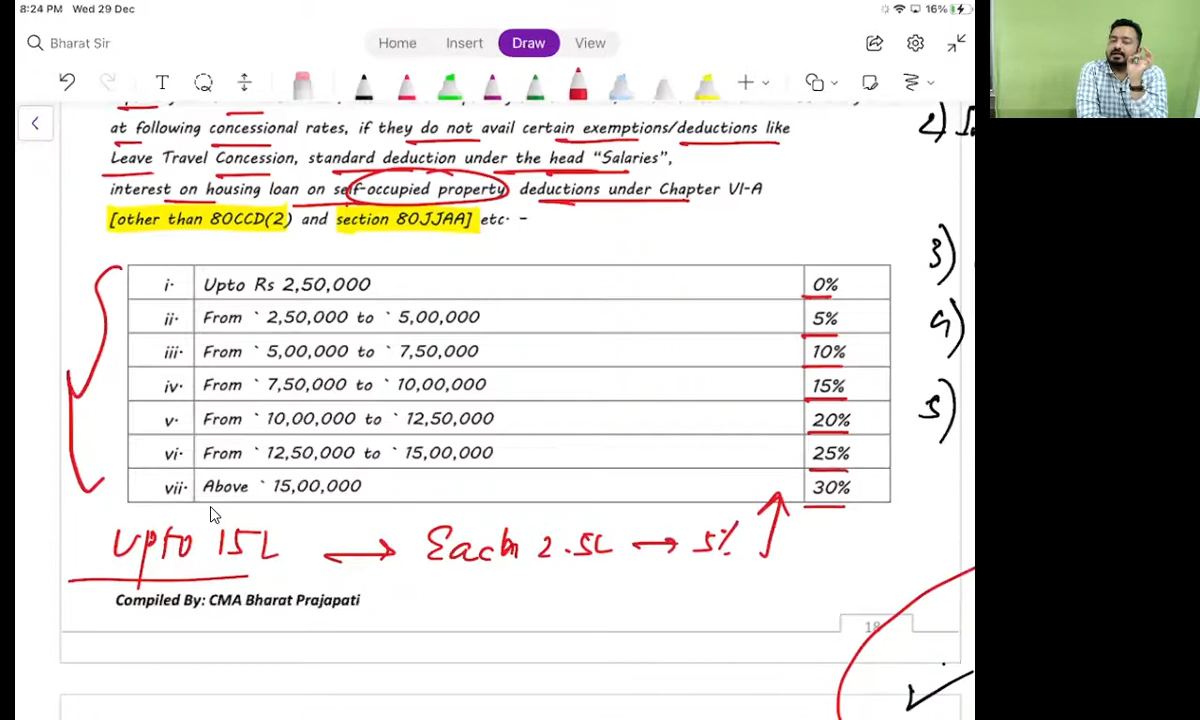 8:24 PM Wed 29 Dec
16%
Bharat Sir
Home Insert Draw View
T
at following concessional rates, if they do not avail certain exemptions/deductions like
Leave Travel Concession, standard deduction under the head “Salaries”,
interest on housing loan on self-occupied property deductions under Chapter VI-A
[other than 80CCD(2) and section 80JJAA] etc· -
i· Upto Rs 2,50,000 0%
ii· From ` 2,50,000 to ` 5,00,000 5%
iii· From ` 5,00,000 to ` 7,50,000 10%
iv· From ` 7,50,000 to ` 10,00,000 15%
v· From ` 10,00,000 to ` 12,50,000 20%
vi· From ` 12,50,000 to ` 15,00,000 25%
vii· Above ` 15,00,000 30%
2)
3)
4)
5)
Upto 15L ↔ Each 2.5L → 5% ↑
Compiled By: CMA Bharat Prajapati
18